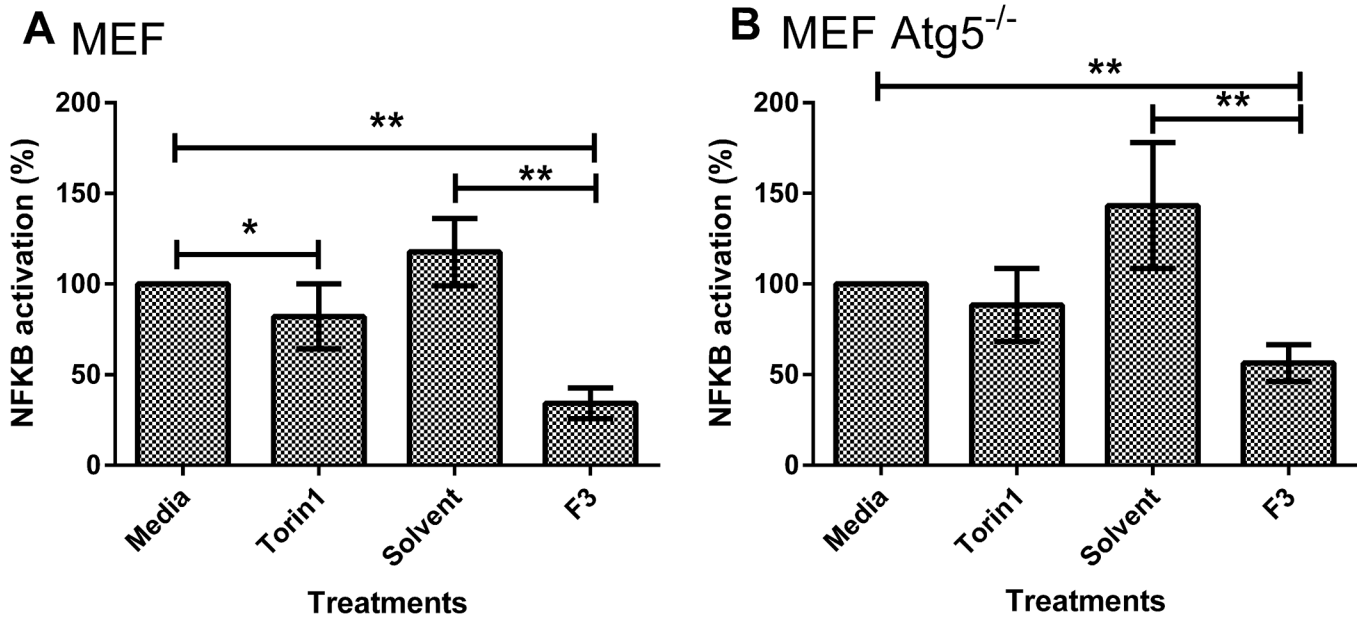 A MEF
**
**
*
200
150
100
50
0
NFKB activation (%)
Media
Torin1
Solvent
F3
Treatments
B MEF Atg5-/-
**
**
200
150
100
50
0
NFKB activation (%)
Media
Torin1
Solvent
F3
Treatments